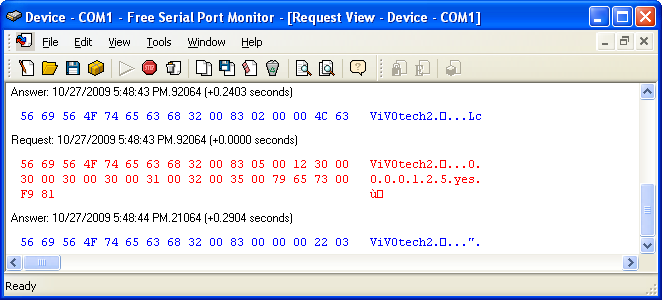 Device - COM1 - Free Serial Port Monitor - [Request View - Device - COM1]
File Edit View Tools Window Help
Answer: 10/27/2009 5:48:43 PM.92064 (+0.2403 seconds)
56 69 56 4F 74 65 63 68 32 00 83 02 00 00 4C 63 ViVOtech2.□...Lc
Request: 10/27/2009 5:48:43 PM.92064 (+0.0000 seconds)
56 69 56 4F 74 65 63 68 32 00 83 05 00 12 30 00 ViVOtech2.□...0.
30 00 30 00 30 00 31 00 32 00 35 00 79 65 73 00 0.0.0.1.2.5.yes.
F9 81 ù□
Answer: 10/27/2009 5:48:44 PM.21064 (+0.2904 seconds)
56 69 56 4F 74 65 63 68 32 00 83 00 00 00 22 03 ViVOtech2.□...".
Ready